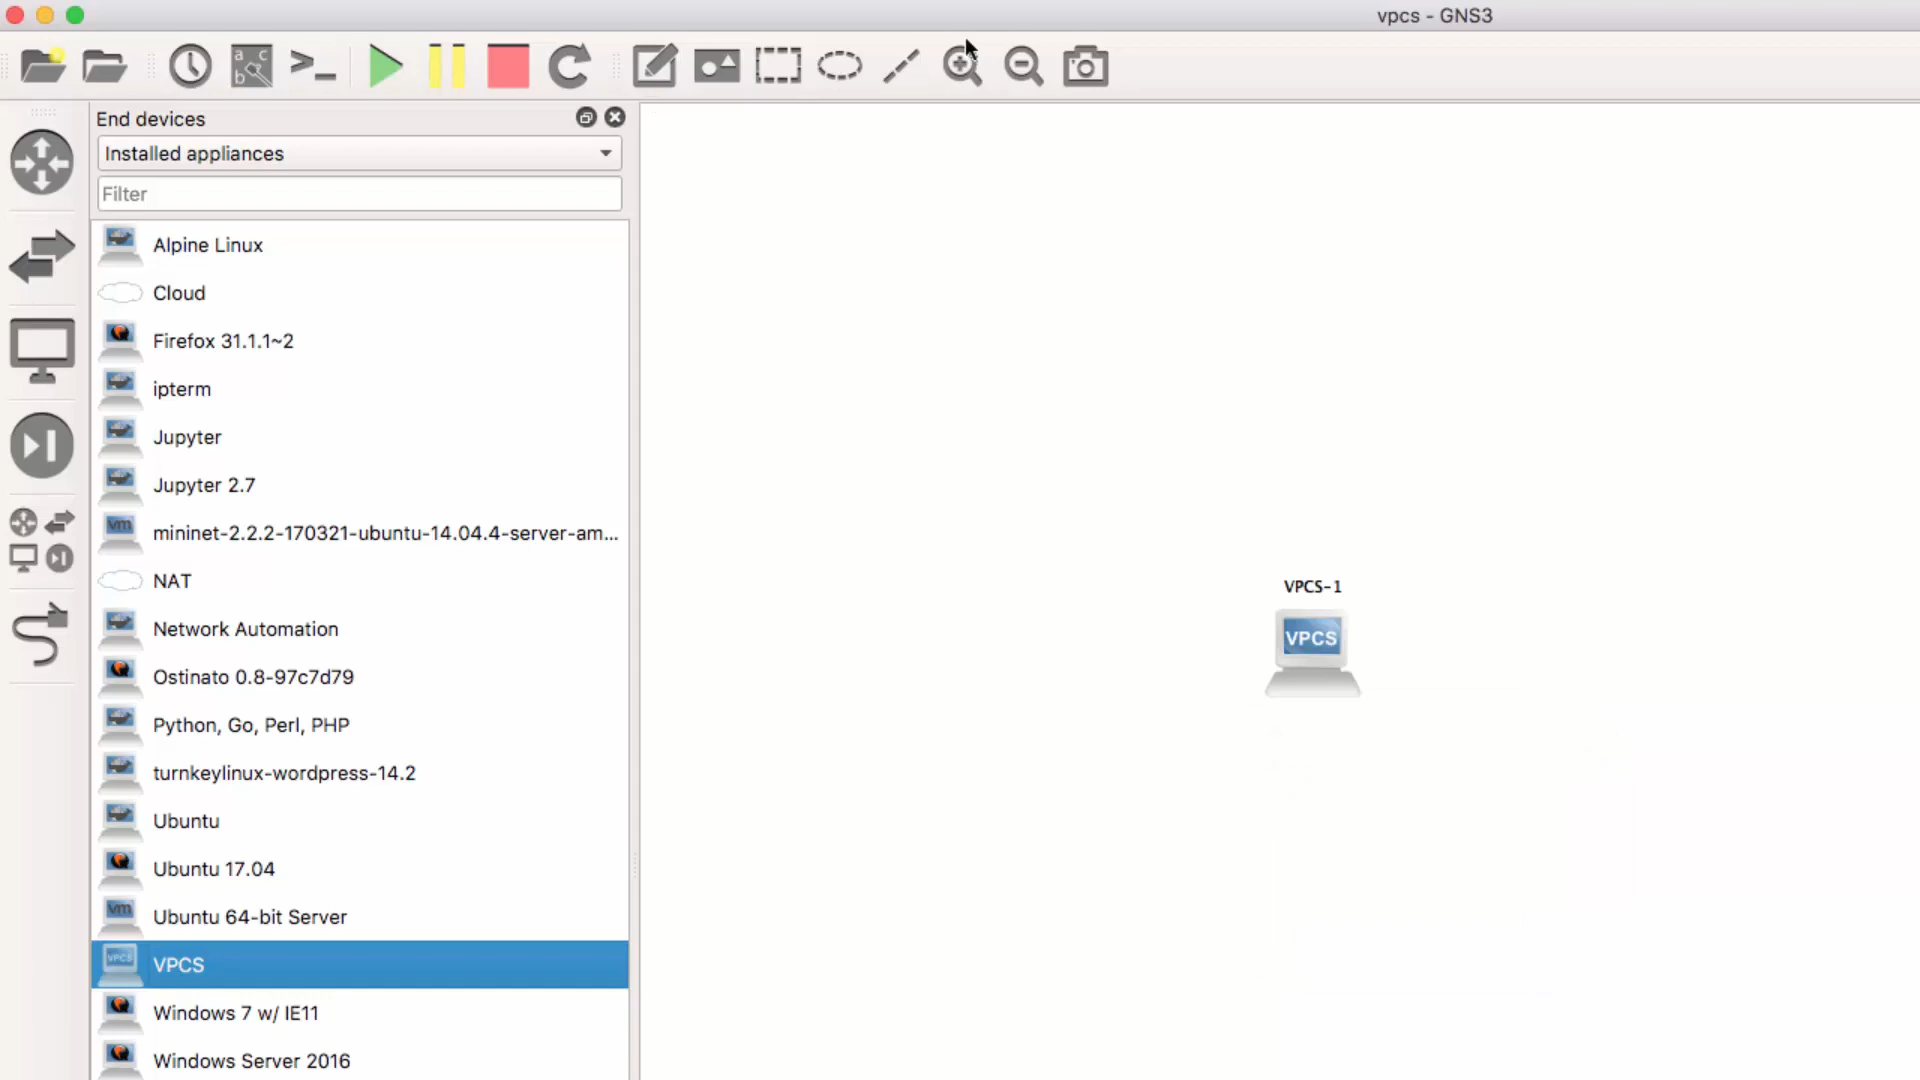 vpcs - GNS3
End devices
Installed appliances
Filter
Alpine Linux
Cloud
Firefox 31.1.1~2
ipterm
Jupyter
Jupyter 2.7
vm mininet-2.2.2-170321-ubuntu-14.04.4-server-am...
NAT
Network Automation
Ostinato 0.8-97c7d79
Python, Go, Perl, PHP
turnkeylinux-wordpress-14.2
Ubuntu
Ubuntu 17.04
vm Ubuntu 64-bit Server
VPCS VPCS
Windows 7 w/ IE11
Windows Server 2016
VPCS-1
VPCS